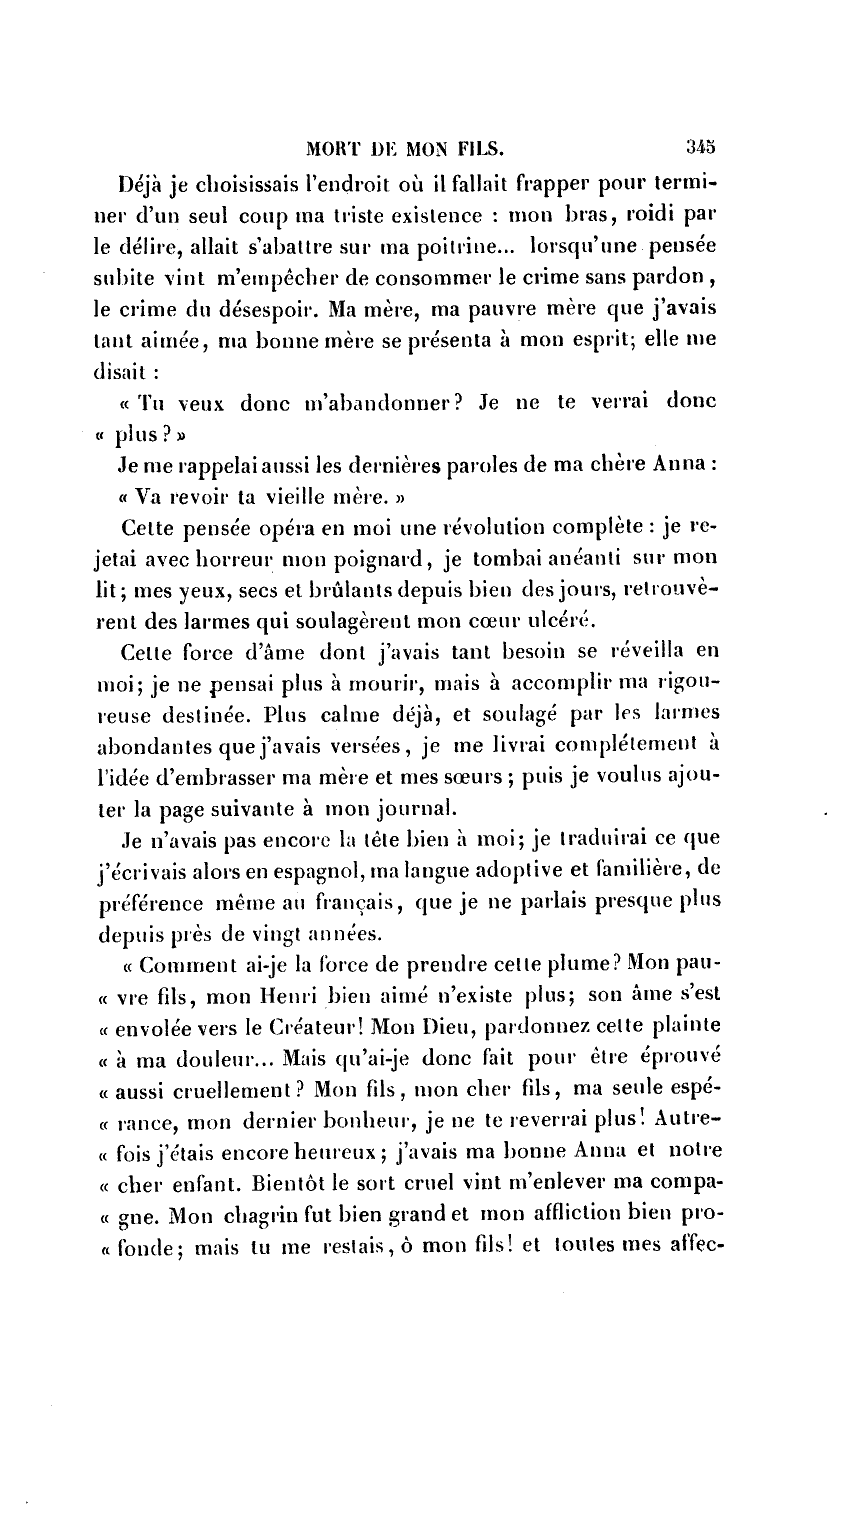 MORT DE MON FILS. 345
Déjà je choisissais l'endroit où il fallait frapper pour termi-
ner d'un seul coup ma triste existence : mon bras, roidi par
le délire, allait s'abattre sur ma poitrine... lorsqu'une pensée
subite vint m'empêcher de consommer le crime sans pardon,
le crime du désespoir. Ma mère, ma pauvre mère que j'avais
tant aimée, ma bonne mère se présenta à mon esprit; elle me
disait :
« Tu veux donc m'abandonner? Je ne te verrai donc
« plus? »
Je me rappelai aussi les dernières paroles de ma chère Anna :
« Va revoir ta vieille mère. »
Cette pensée opéra en moi une révolution complète : je re-
jetai avec horreur mon poignard, je tombai anéanti sur mon
lit; mes yeux, secs et brûlants depuis bien des jours, retrouvè-
rent des larmes qui soulagèrent mon cœur ulcéré.
Cette force d'âme dont j'avais tant besoin se réveilla en
moi; je ne pensai plus à mourir, mais à accomplir ma rigou-
reuse destinée. Plus calme déjà, et soulagé par les larmes
abondantes que j'avais versées, je me livrai complétement à
l'idée d'embrasser ma mère et mes sœurs; puis je voulus ajou-
ter la page suivante à mon journal.
Je n'avais pas encore la tête bien à moi; je traduirai ce que
j'écrivais alors en espagnol, ma langue adoptive et familière, de
préférence même au français, que je ne parlais presque plus
depuis près de vingt années.
« Comment ai-je la force de prendre cette plume? Mon pau-
« vre fils, mon Henri bien aimé n'existe plus; son âme s'est
« envolée vers le Créateur! Mon Dieu, pardonnez cette plainte
« à ma douleur... Mais qu'ai-je donc fait pour être éprouvé
« aussi cruellement? Mon fils, mon cher fils, ma seule espé-
« rance, mon dernier bonheur, je ne te reverrai plus! Autre-
« fois j'étais encore heureux; j'avais ma bonne Anna et notre
« cher enfant. Bientôt le sort cruel vint m'enlever ma compa-
« gne. Mon chagrin fut bien grand et mon affliction bien pro-
« fonde; mais tu me restais, ô mon fils! et toutes mes affec-